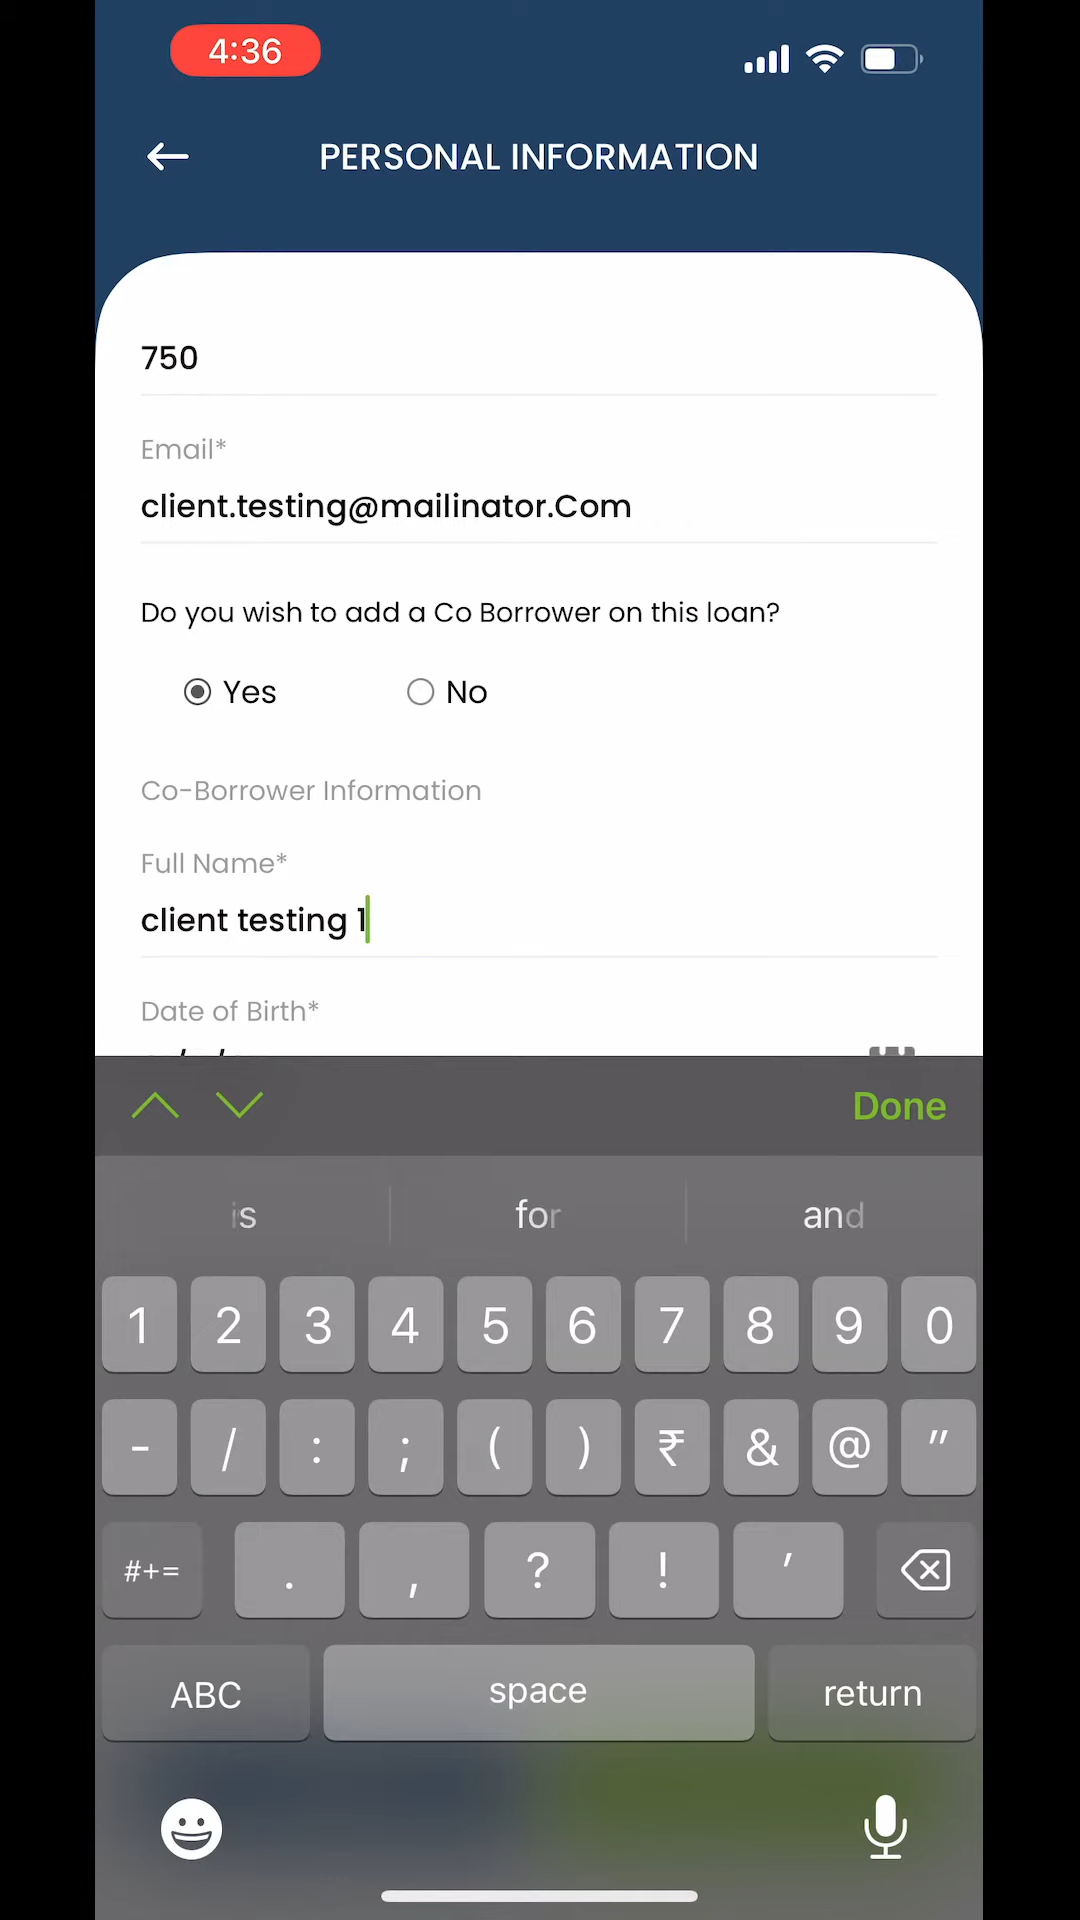 4:36
PERSONAL INFORMATION
750
Email*
client.testing@mailinator.Com
Do you wish to add a Co Borrower on this loan?
Yes No
Co-Borrower Information
Full Name*
client testing 1
Date of Birth*
Done
is for and
1 2 3 4 5 6 7 8 9 0
- / : ; ( ) ₹ & @ "
#+= . , ? ! '
ABC space return